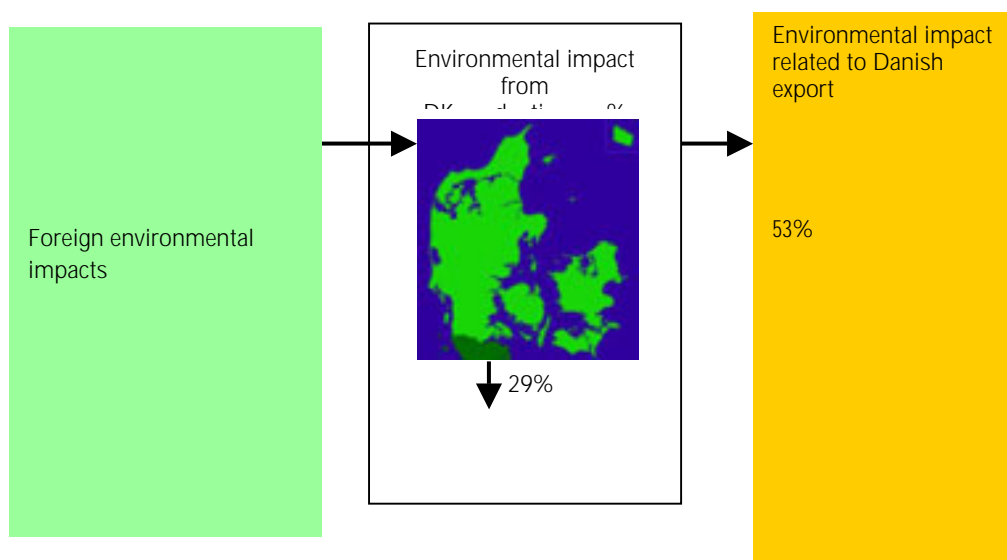 Foreign environmental
impacts
Environmental impact
from
29%
Environmental impact
related to Danish
export
53%